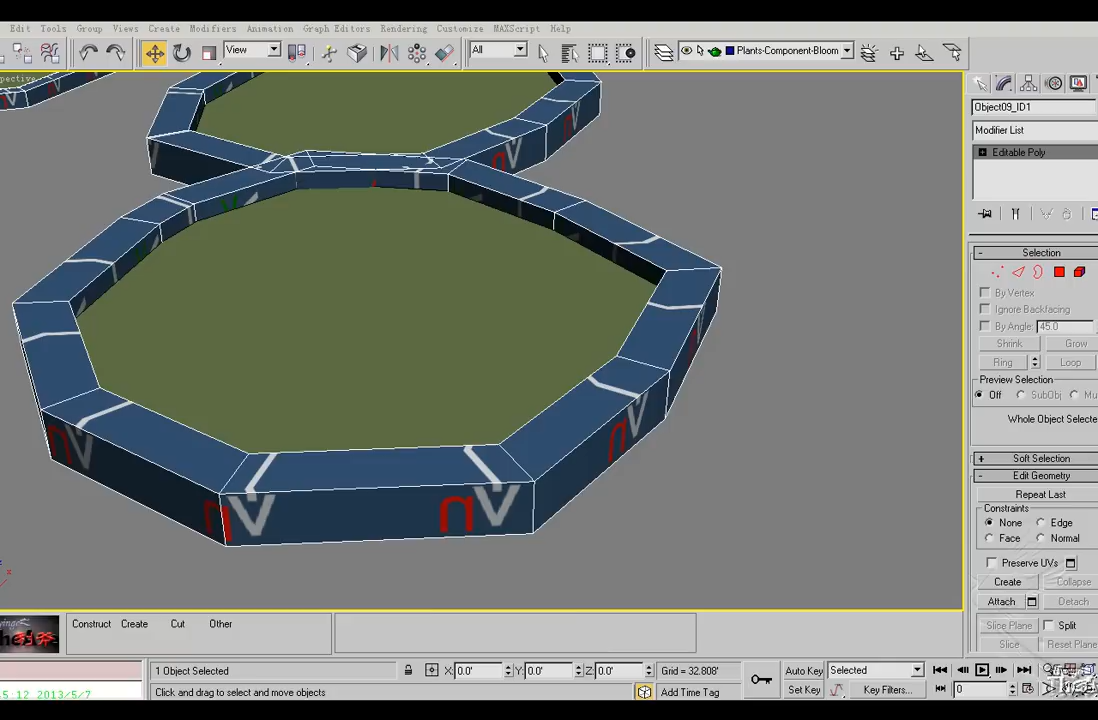 Edit Tools Group Views Create Modifiers Animation Graph Editors Rendering Customize MAXScript Help
View All Plants-Component-Bloom
Object09_ID1
Modifier List
Editable Poly
- Selection
By Vertex
Ignore Backfacing
By Angle: 45.0
Shrink Grow
Ring Loop
Preview Selection
Off SubObj
Whole Object Selecte
+ Soft Selection
- Edit Geometry
Repeat Last
Constraints
None Edge
Face Normal
Preserve UVs
Create Collapse
Attach Detach
Slice Plane Split
Slice Reset Plane
Construct Create Cut Other
1 Object Selected X: 0.0' Y: 0.0' Z: 0.0' Grid = 32.808' Auto Key Selected
5.12 2013/5/7 Click and drag to select and move objects Add Time Tag Set Key Key Filters... 0